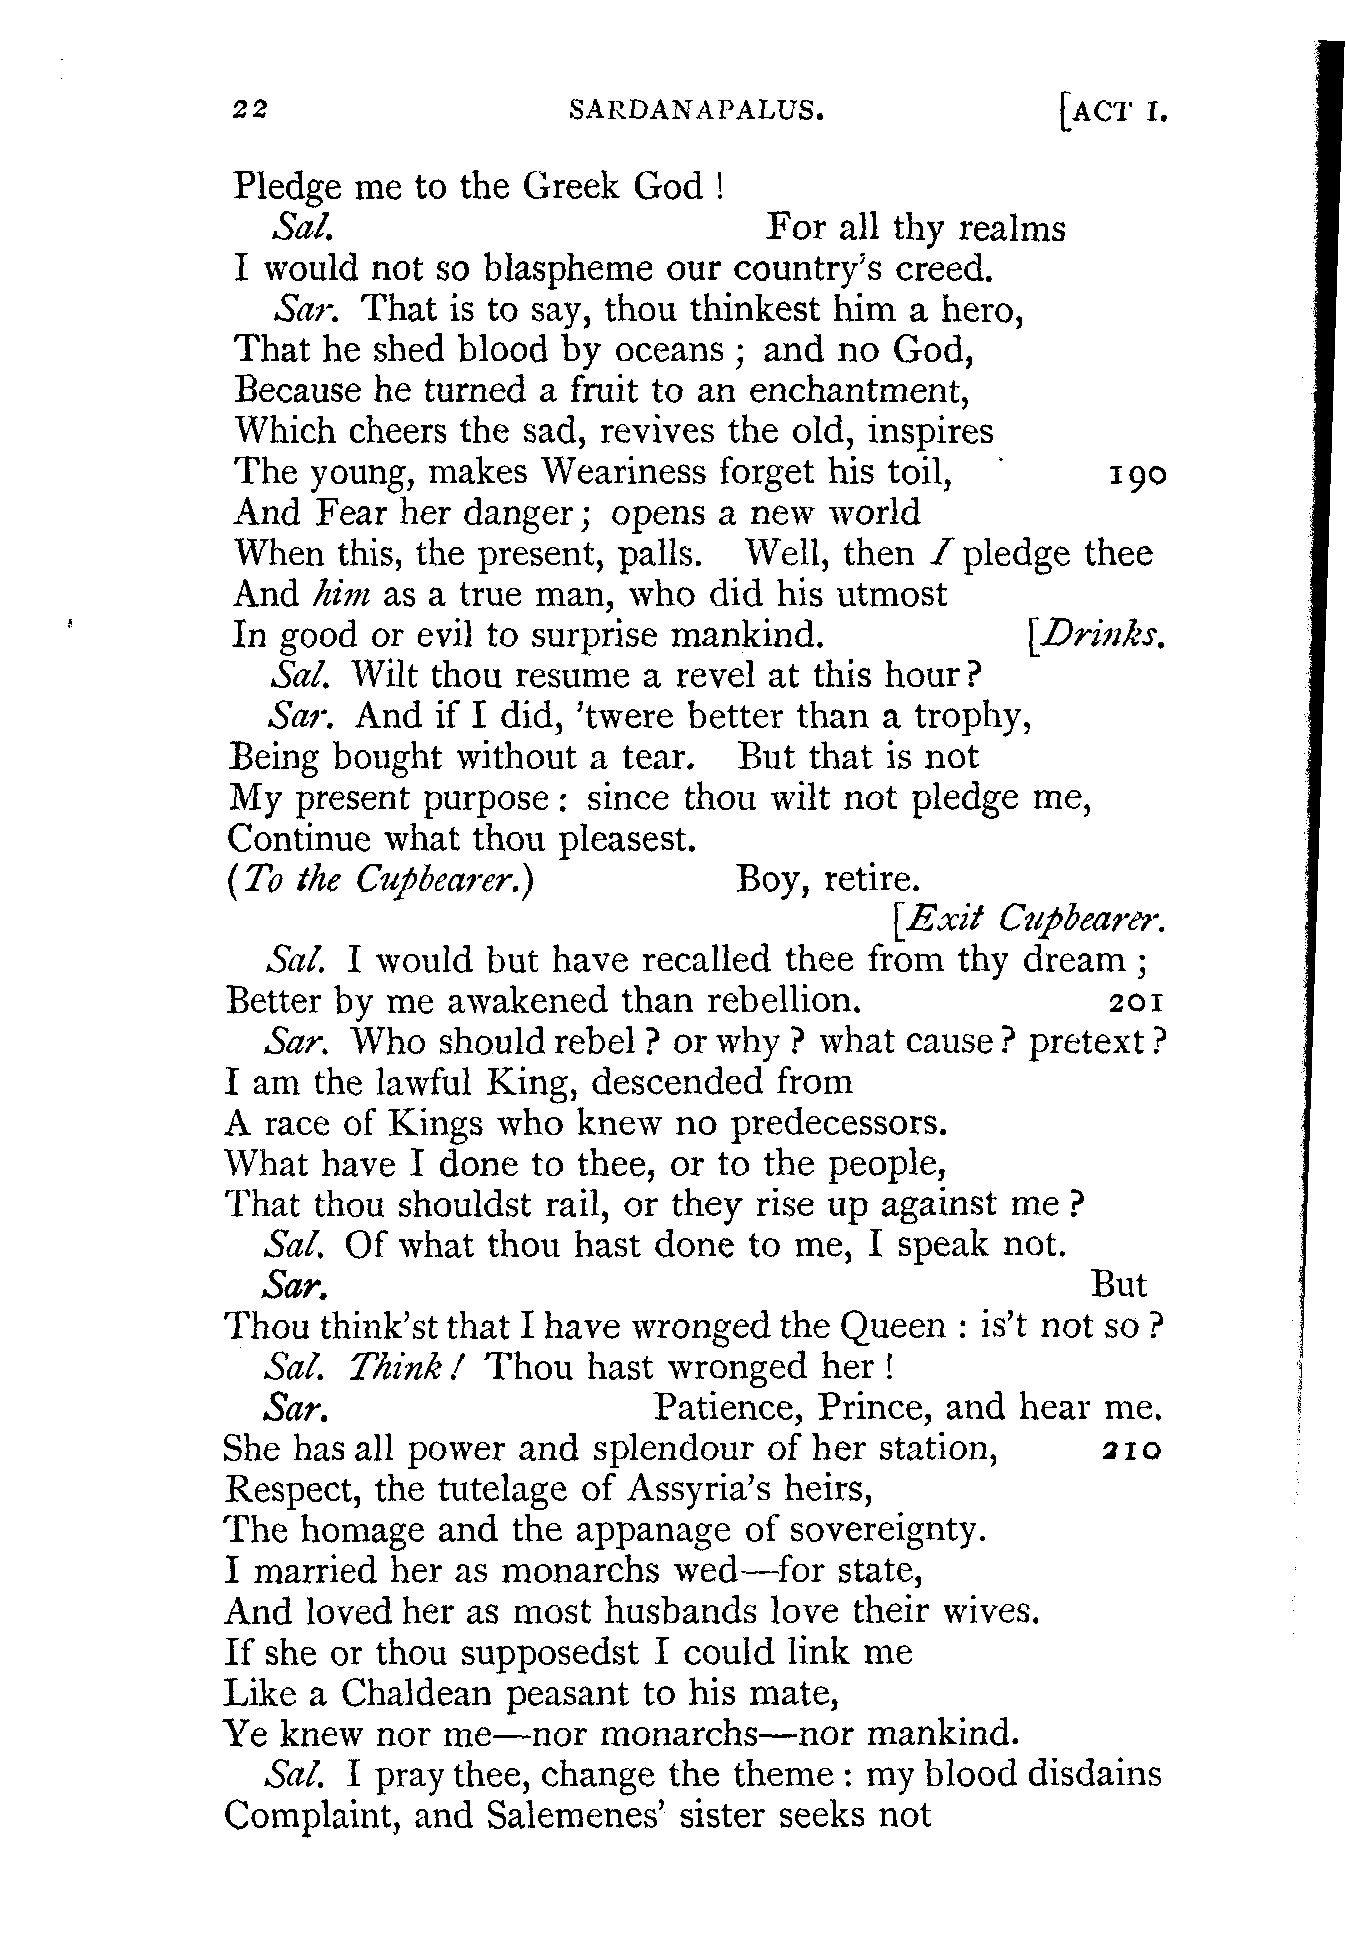 22 SARDANAPALUS. [ACT I.
Pledge me to the Greek God !
Sal. For all thy realms
I would not so blaspheme our country's creed.
Sar. That is to say, thou thinkest him a hero,
That he shed blood by oceans ; and no God,
Because he turned a fruit to an enchantment,
Which cheers the sad, revives the old, inspires
The young, makes Weariness forget his toil, 190
And Fear her danger ; opens a new world
When this, the present, palls. Well, then I pledge thee
And him as a true man, who did his utmost
In good or evil to surprise mankind. [Drinks.
Sal. Wilt thou resume a revel at this hour ?
Sar. And if I did, 'twere better than a trophy,
Being bought without a tear. But that is not
My present purpose : since thou wilt not pledge me,
Continue what thou pleasest.
(To the Cupbearer.) Boy, retire.
[Exit Cupbearer.
Sal. I would but have recalled thee from thy dream ;
Better by me awakened than rebellion. 201
Sar. Who should rebel ? or why ? what cause ? pretext ?
I am the lawful King, descended from
A race of Kings who knew no predecessors.
What have I done to thee, or to the people,
That thou shouldst rail, or they rise up against me ?
Sal. Of what thou hast done to me, I speak not.
Sar. But
Thou think'st that I have wronged the Queen : is't not so ?
Sal. Think ! Thou hast wronged her !
Sar. Patience, Prince, and hear me.
She has all power and splendour of her station, 210
Respect, the tutelage of Assyria's heirs,
The homage and the appanage of sovereignty.
I married her as monarchs wed—for state,
And loved her as most husbands love their wives.
If she or thou supposedst I could link me
Like a Chaldean peasant to his mate,
Ye knew nor me—nor monarchs—nor mankind.
Sal. I pray thee, change the theme : my blood disdains
Complaint, and Salemenes' sister seeks not